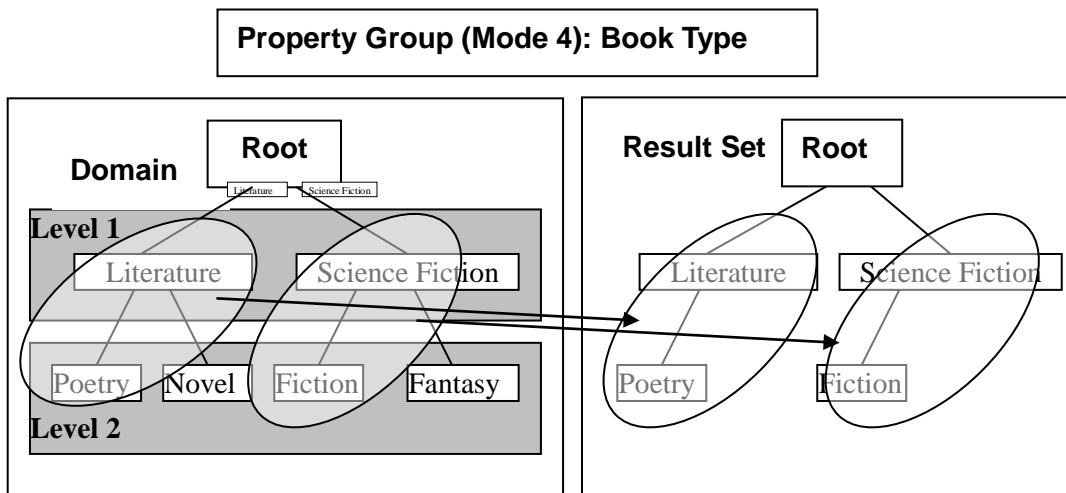 Property Group (Mode 4): Book Type
Root
Domain
Literature Science Fiction
Level 1
Literature Science Fiction
Poetry Novel Fiction Fantasy
Level 2
Result Set Root
Literature Science Fiction
Poetry Fiction